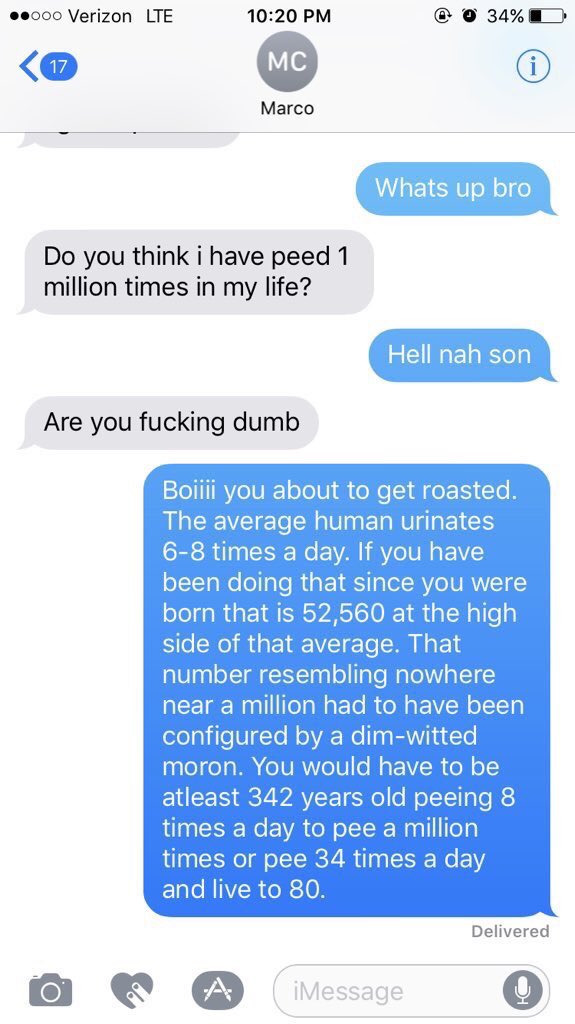 Verizon LTE 10:20 PM 34%
17
MC
Marco
Whats up bro
Do you think i have peed 1
million times in my life?
Hell nah son
Are you fucking dumb
Boiiii you about to get roasted.
The average human urinates
6-8 times a day. If you have
been doing that since you were
born that is 52,560 at the high
side of that average. That
number resembling nowhere
near a million had to have been
configured by a dim-witted
moron. You would have to be
atleast 342 years old peeing 8
times a day to pee a million
times or pee 34 times a day
and live to 80.
Delivered
iMessage